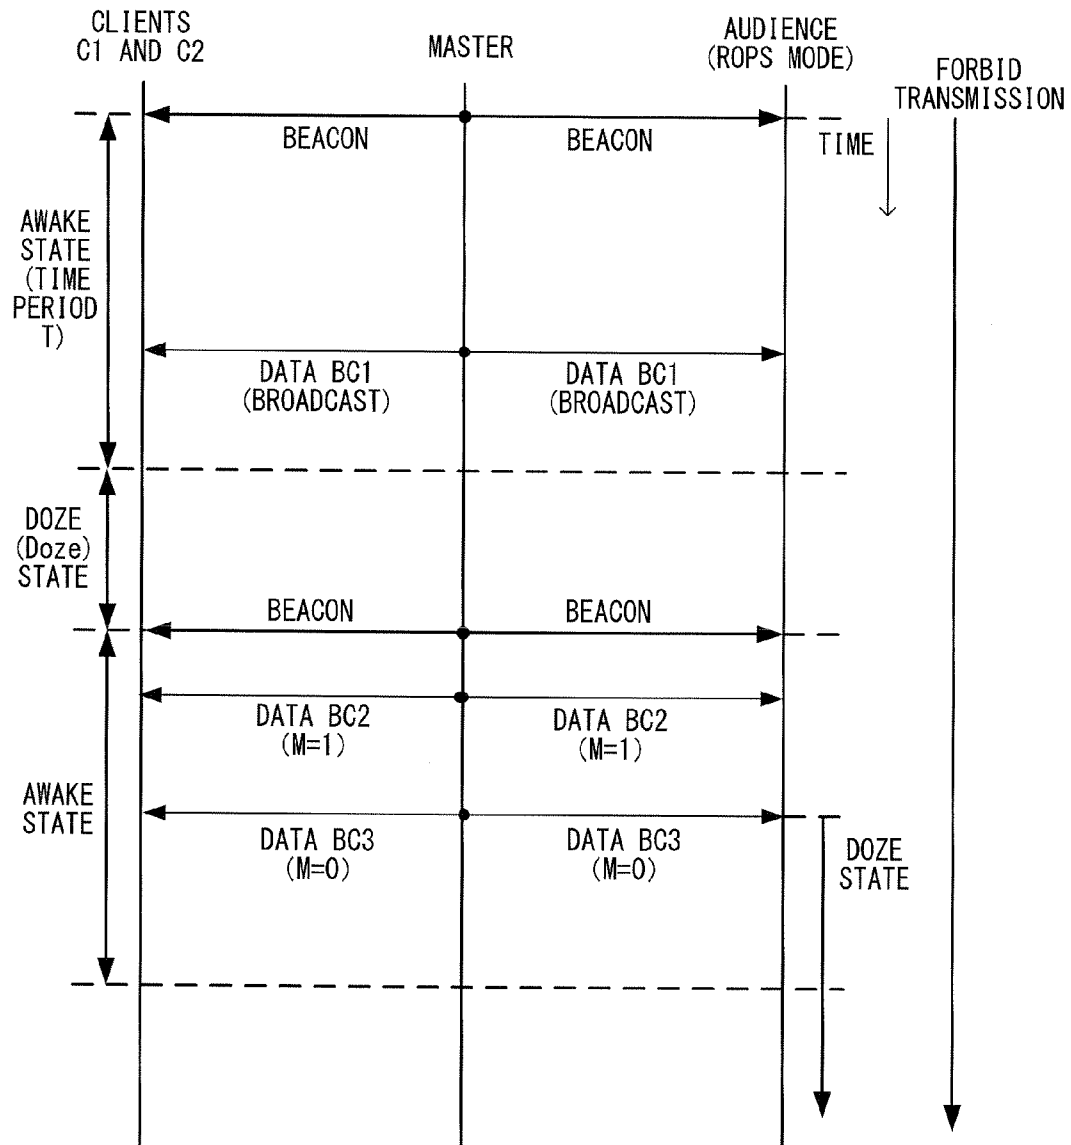 CLIENTS
C1 AND C2
MASTER
AUDIENCE
(ROPS MODE)
FORBID
TRANSMISSION
BEACON
BEACON
TIME
AWAKE
STATE
(TIME
PERIOD
T)
DATA BC1
(BROADCAST)
DATA BC1
(BROADCAST)
DOZE
(Doze)
STATE
BEACON
BEACON
DATA BC2
(M=1)
DATA BC2
(M=1)
AWAKE
STATE
DATA BC3
(M=0)
DATA BC3
(M=0)
DOZE
STATE